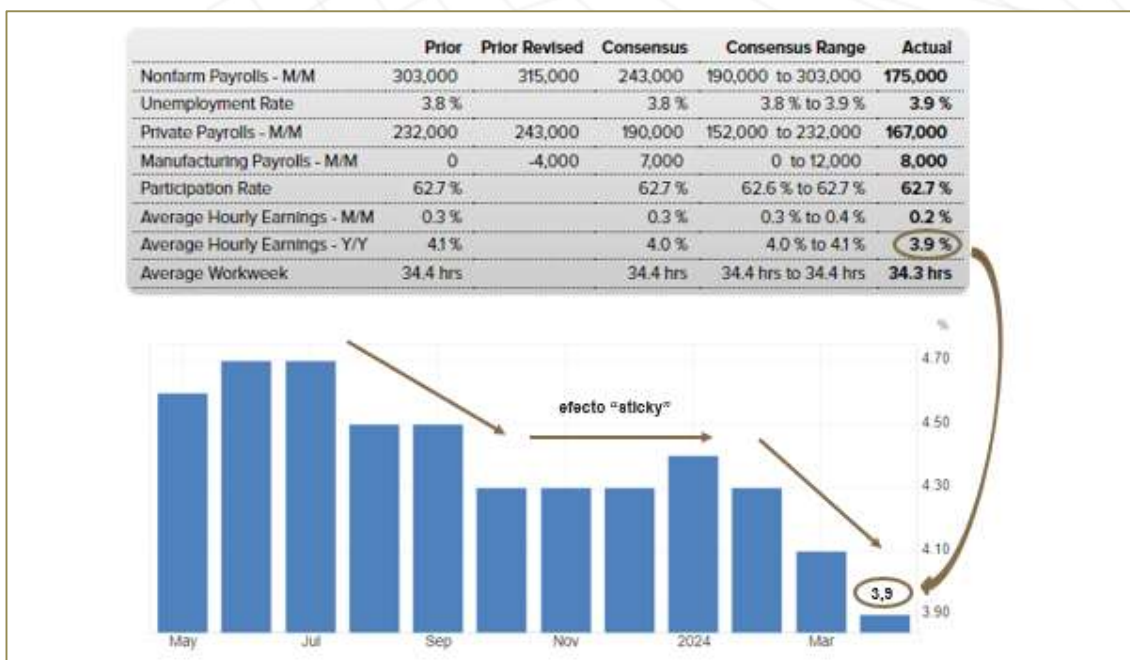 Prior Prior Revised Consensus Consensus Range Actual
Nonfarm Payrolls - M/M 303,000 315,000 243,000 190,000 to 303,000 175,000
Unemployment Rate 3.8 % 3.8 % 3.8 % to 3.9 % 3.9 %
Private Payrolls - M/M 232,000 243,000 190,000 152,000 to 232,000 167,000
Manufacturing Payrolls - M/M 0 -4,000 7,000 0 to 12,000 8,000
Participation Rate 62.7 % 62.7 % 62.6 % to 62.7 % 62.7 %
Average Hourly Earnings - M/M 0.3 % 0.3 % 0.3 % to 0.4 % 0.2 %
Average Hourly Earnings - Y/Y 4.1 % 4.0 % 4.0 % to 4.1 % 3.9 %
Average Workweek 34.4 hrs 34.4 hrs 34.4 hrs to 34.4 hrs 34.3 hrs
%
4.70
efecto "sticky"
4.50
4.30
4.10
3,9
3.90
May Jul Sep Nov 2024 Mar